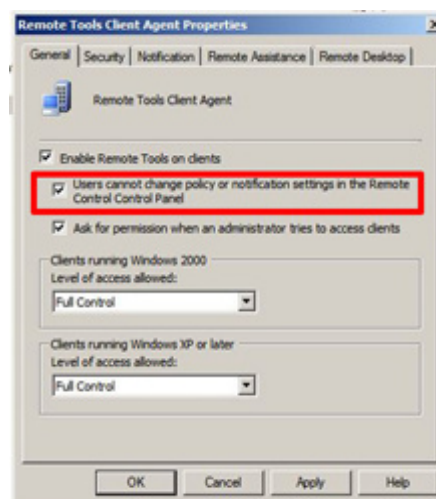 Remote Tools Client Agent Properties
General Security Notification Remote Assistance Remote Desktop
Remote Tools Client Agent
Enable Remote Tools on clients
Users cannot change policy or notification settings in the Remote
Control Control Panel
Ask for permission when an administrator tries to access clients
Clients running Windows 2000
Level of access allowed:
Full Control
Clients running Windows XP or later
Level of access allowed:
Full Control
OK Cancel Apply Help